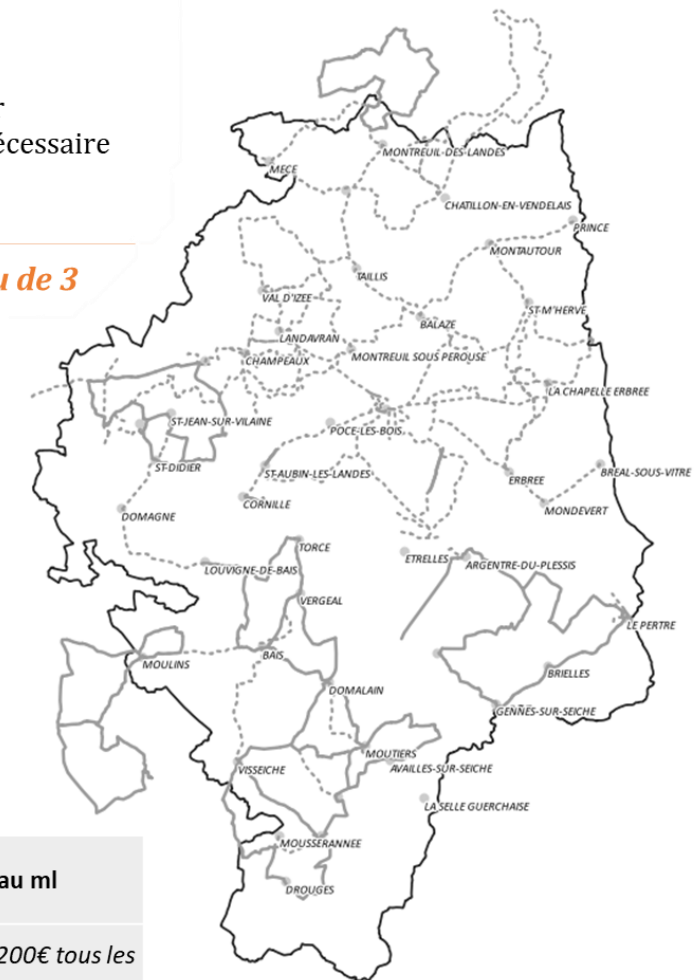 écessaire
u de 3
MONTREUIL-DES-LANDES
MECE
CHATILLON-EN-VENDELAIS
PRINCE
MONTAUTOUR
TAILLIS
VAL D'IZEE
ST-M'HERVE
BALAZE
LANDAVRAN
CHAMPEAUX
MONTREUIL SOUS PEROUSE
LA CHAPELLE ERBREE
ST-JEAN-SUR-VILAINE
POCE-LES-BOIS
ST-DIDIER
ST-AUBIN-LES-LANDES
BREAL-SOUS-VITRE
ERBREE
CORNILLE
MONDEVERT
DOMAGNE
TORCE
ETRELLES
ARGENTRE-DU-PLESSIS
LOUVIGNE-DE-BAIS
VERGEAL
LE PERTRE
BAIS
MOULINS
BRIELLES
DOMALAIN
GENNES-SUR-SEICHE
MOUTIERS
VISSEICHE
AVAILLES-SUR-SEICHE
LA SELLE GUERCHAISE
MOUSSERANNEE
DROUGES
au ml
200€ tous les